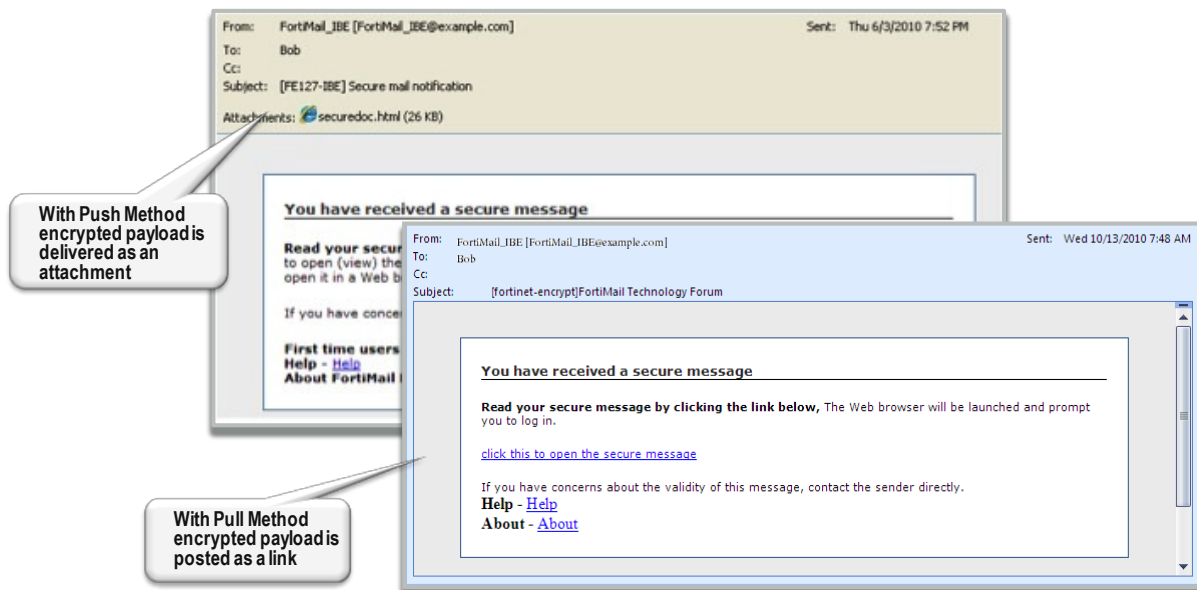 From: FortiMail_IBE [FortiMail_IBE@example.com] Sent: Thu 6/3/2010 7:52 PM
To: Bob
Cc:
Subject: [FE127-IBE] Secure mail notification
Attachments: securedoc.html (26 KB)
You have received a secure message
Read your secur
to open (view) the
open it in a Web b
If you have conce
First time users
Help - Help
About FortiMail
With Push Method
encrypted payload is
delivered as an
attachment
From: FortiMail_IBE [FortiMail_IBE@example.com] Sent: Wed 10/13/2010 7:48 AM
To: Bob
Cc:
Subject: [fortinet-encrypt]FortiMail Technology Forum
You have received a secure message
Read your secure message by clicking the link below, The Web browser will be launched and prompt
you to log in.
click this to open the secure message
If you have concerns about the validity of this message, contact the sender directly.
Help - Help
About - About
With Pull Method
encrypted payload is
posted as a link